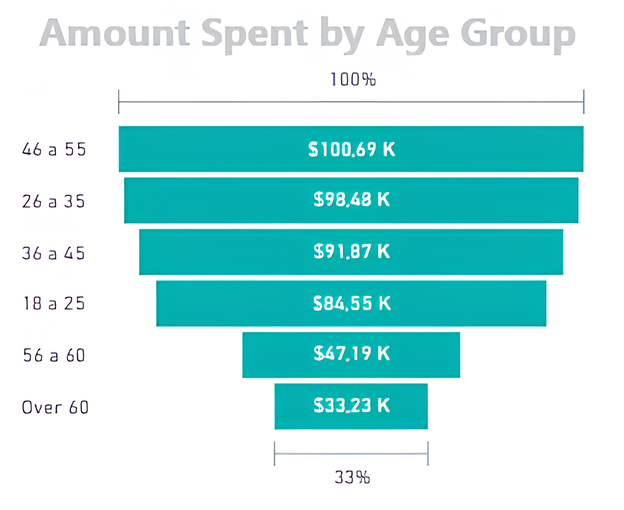 Amount Spent by Age Group
100%
46 a 55 $100.69 K
26 a 35 $98.48 K
36 a 45 $91.87 K
18 a 25 $84.55 K
56 a 60 $47.19 K
Over 60 $33.23 K
33%